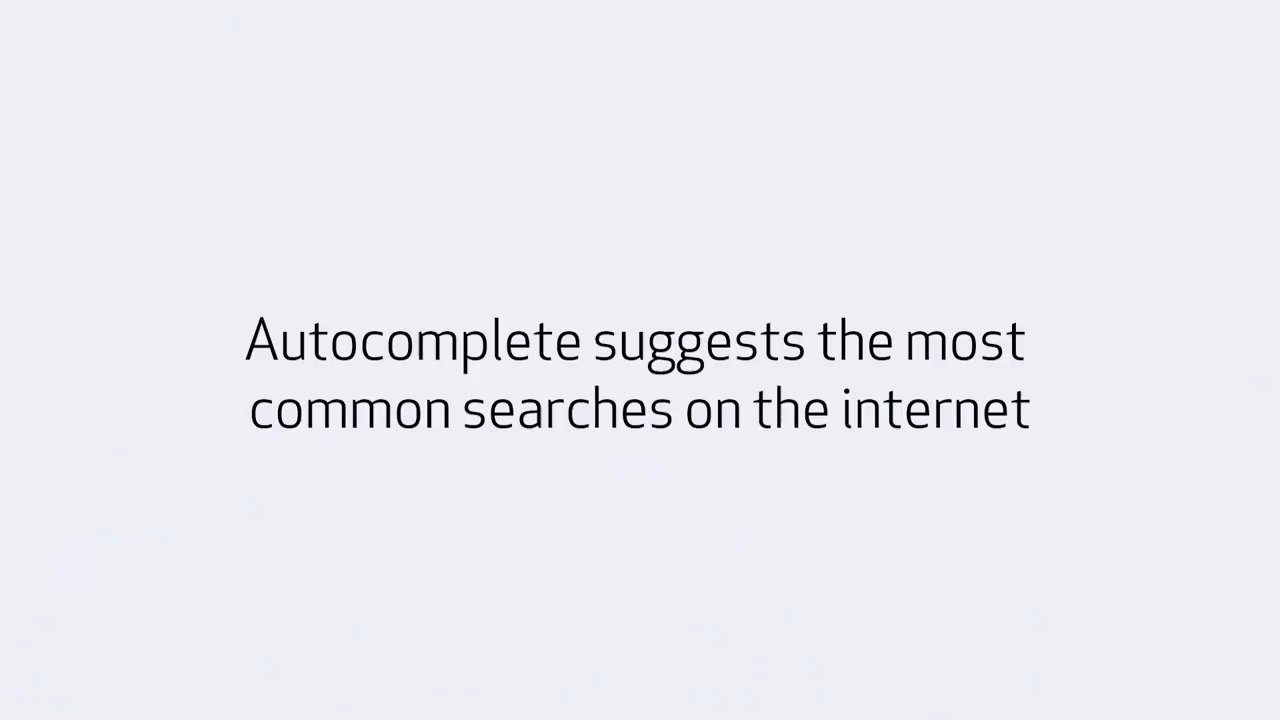 Autocomplete suggests the most
common searches on the internet